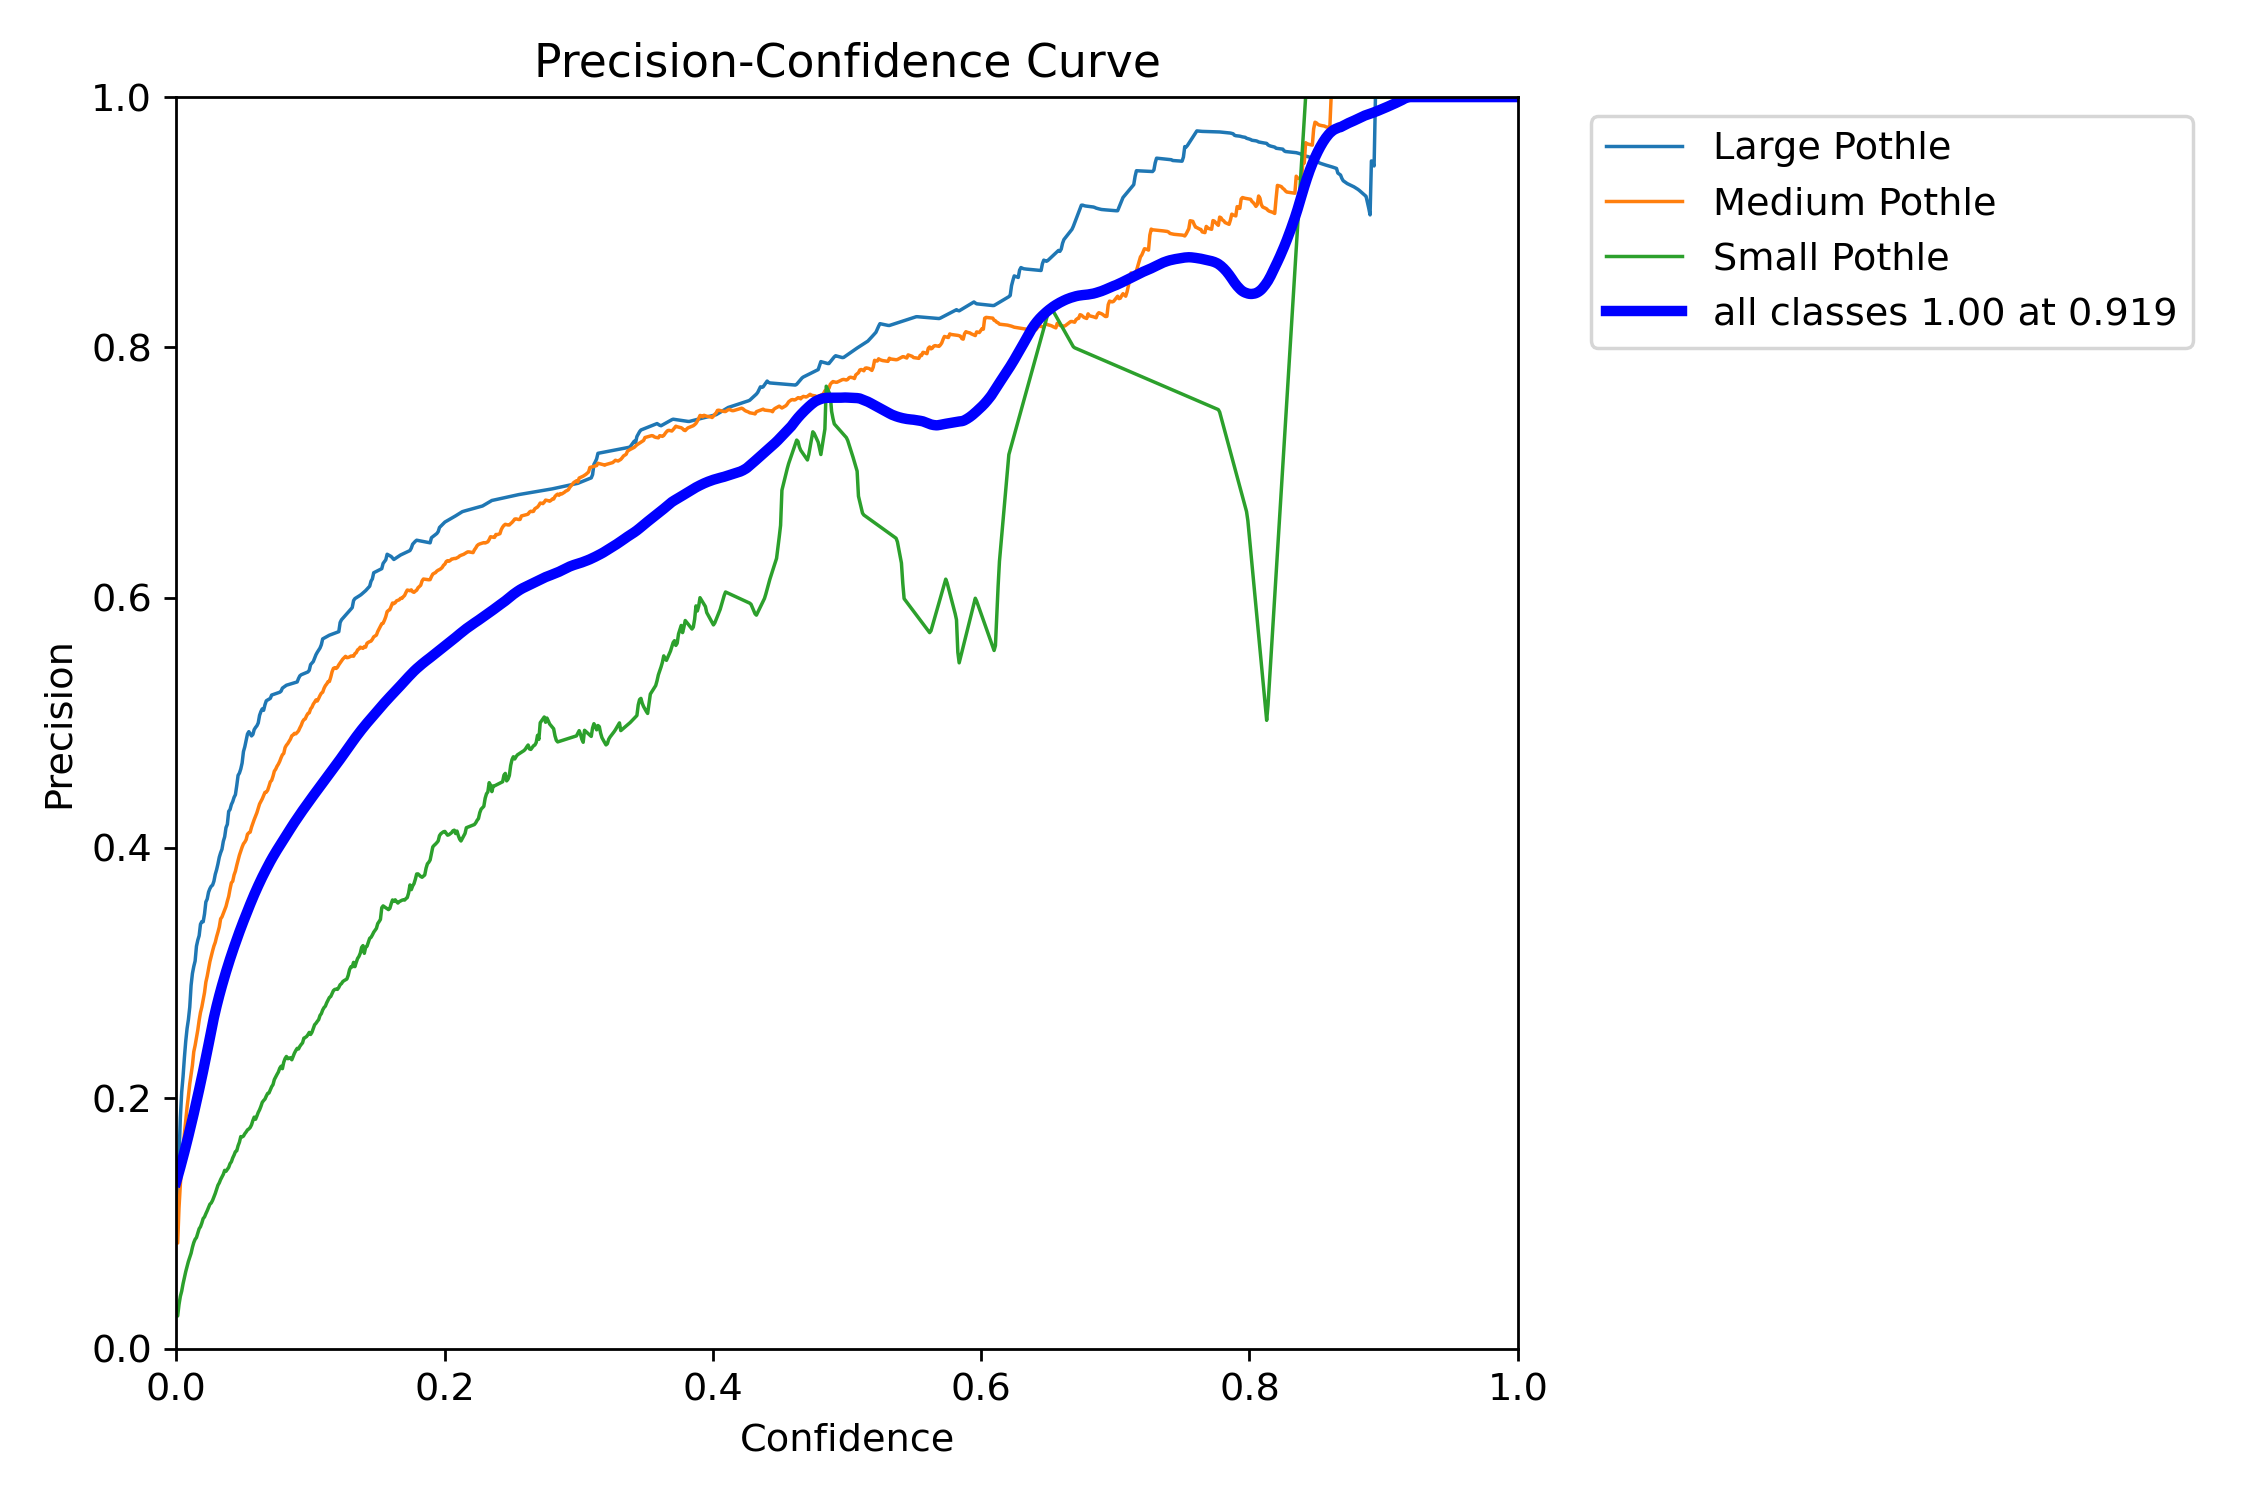 Precision-Confidence Curve
1.0
0.8
0.6
0.4
0.2
0.0
Precision
0.0 0.2 0.4 0.6 0.8 1.0
Confidence
Large Pothle
Medium Pothle
Small Pothle
all classes 1.00 at 0.919